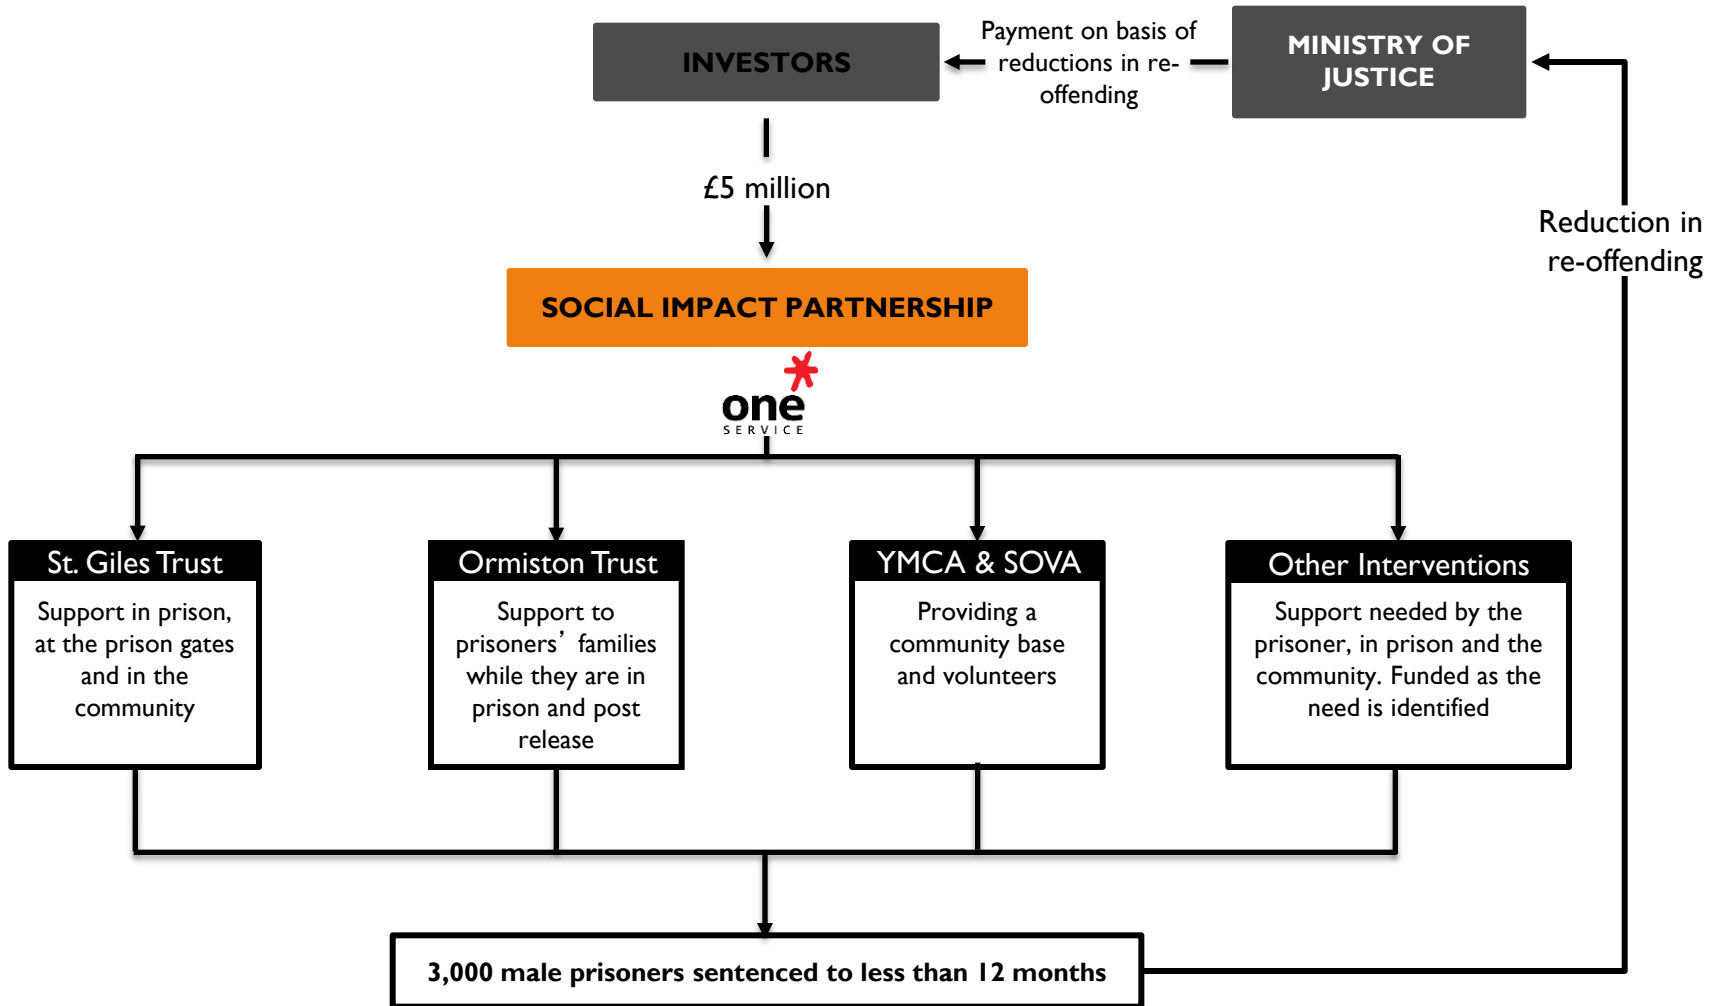 INVESTORS
Payment on basis of
reductions in re-
offending
MINISTRY OF
JUSTICE
£5 million
Reduction in
re-offending
SOCIAL IMPACT PARTNERSHIP
one
SERVICE
St. Giles Trust
Support in prison,
at the prison gates
and in the
community
Ormiston Trust
Support to
prisoners’ families
while they are in
prison and post
release
YMCA & SOVA
Providing a
community base
and volunteers
Other Interventions
Support needed by the
prisoner, in prison and the
community. Funded as the
need is identified
3,000 male prisoners sentenced to less than 12 months